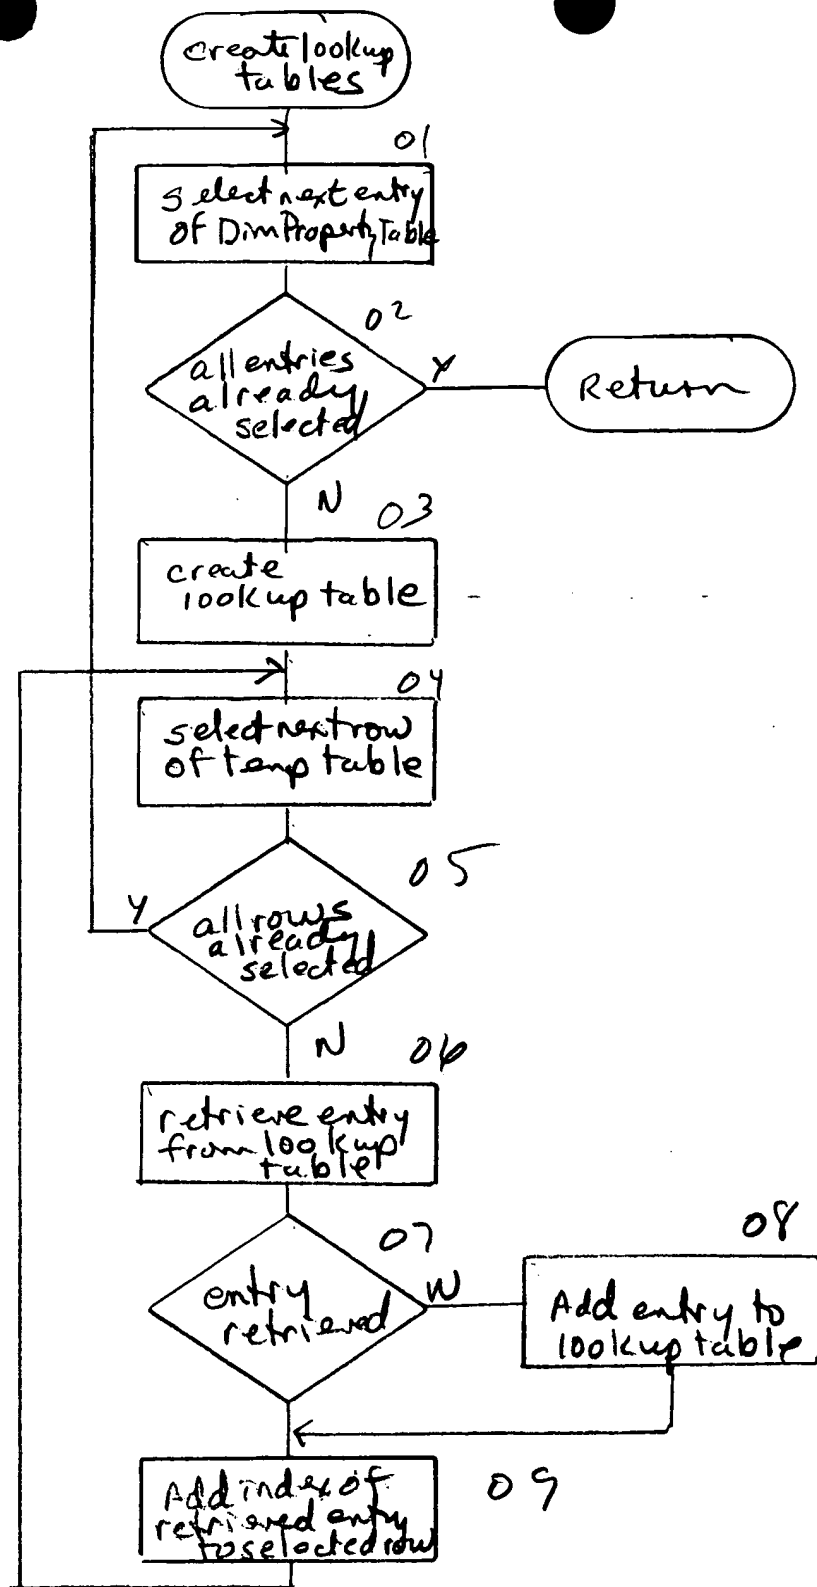 create lookup
tables
01
select next entry
of DimPropertyTable
02
all entries
already
selected
Y
Return
N
03
create
lookup table
04
select next row
of temp table
05
Y
all rows
already
selected
N
06
retrieve entry
from lookup
table
07
entry
retrieved
N
08
Add entry to
lookup table
09
Add index of
retrieved entry
to selected row